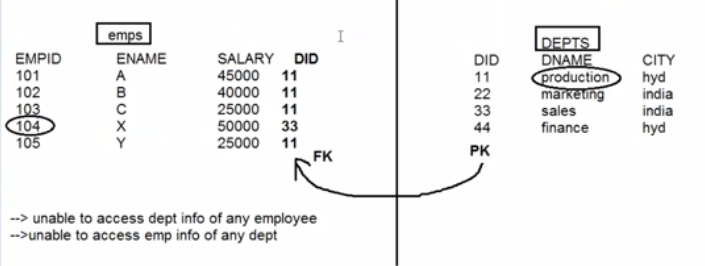 emps
EMPID ENAME SALARY DID
101 A 45000 11
102 B 40000 11
103 C 25000 11
104 X 50000 33
105 Y 25000 11
FK
--> unable to access dept info of any employee
-->unable to access emp info of any dept
DEPTS
DID DNAME CITY
11 production hyd
22 marketing india
33 sales india
44 finance hyd
PK